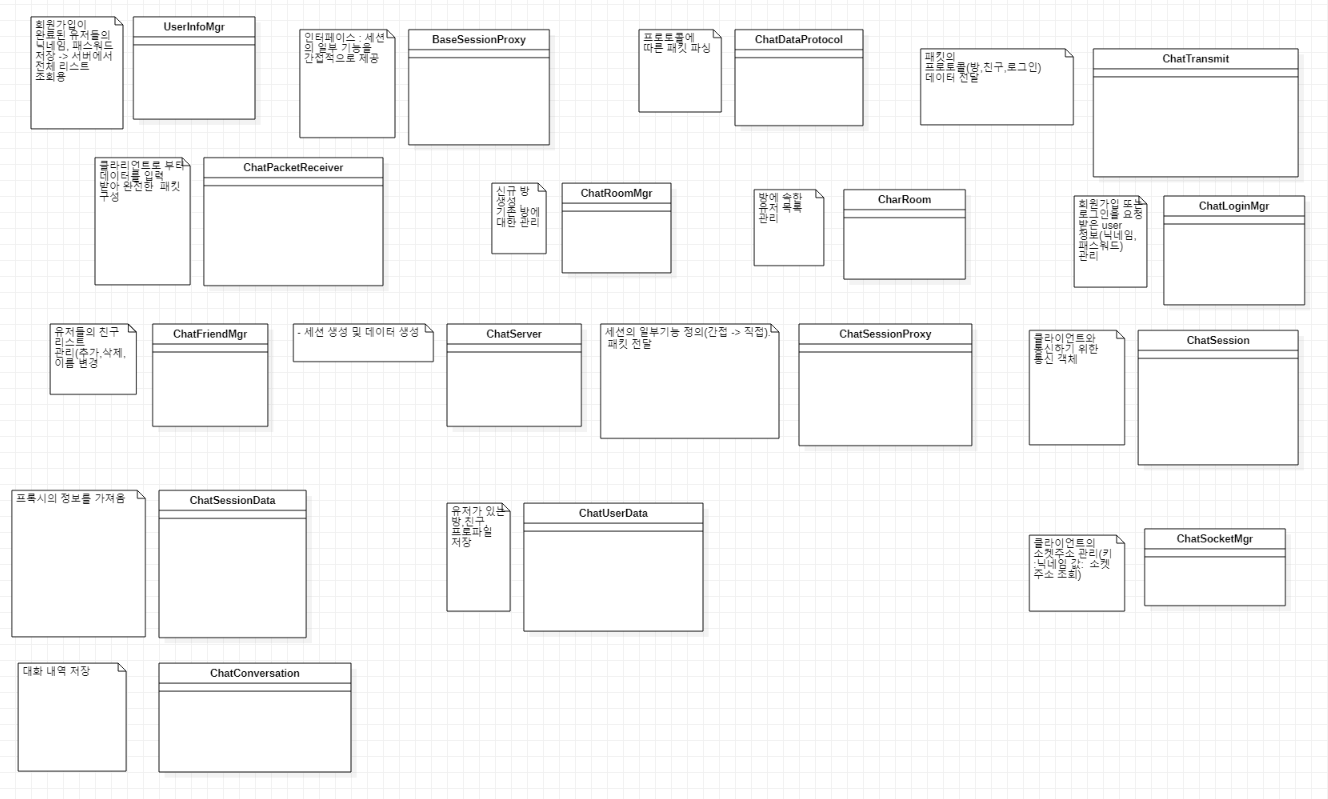 회원가입이
완료된 유저들의
닉네임, 패스워드
저장 -> 서버에서
전체 리스트
조회용
UserInfoMgr
인터페이스 : 세션
의 일부 기능을
간접적으로 제공
BaseSessionProxy
프로토콜에
따른 패킷 파싱
ChatDataProtocol
패킷의
프로토콜(방,친구,로그인)
데이터 전달
ChatTransmit
클라리언트로 부터
데이터를 입력
받아 완전한 패킷
구성
ChatPacketReceiver
신규 방
생성 ,
기존 방에
대한 관리
ChatRoomMgr
방에 속한
유저 목록
관리
CharRoom
회원가입 또는
로그인을 요청
받은 user
정보(닉네임,
패스워드)
관리
ChatLoginMgr
유저들의 친구
리스트
관리(추가,삭제,
이름 변경
ChatFriendMgr
- 세션 생성 및 데이터 생성
ChatServer
세션의 일부기능 정의(간접 -> 직접).
패킷 전달
ChatSessionProxy
클라이언트와
통신하기 위한
통신 객체
ChatSession
프록시의 정보를 가져옴
ChatSessionData
유저가 있는
방,친구,
프로파일
저장
ChatUserData
클라이언트의
소켓주소 관리(키
:닉네임 값: 소켓
주소 조회)
ChatSocketMgr
대화 내역 저장
ChatConversation